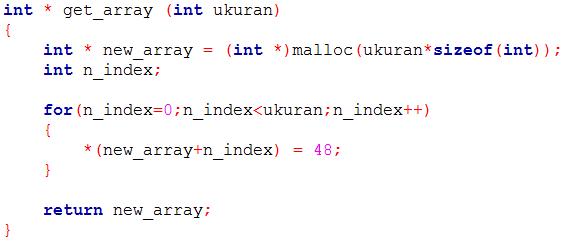 int * get_array (int ukuran)
{
    int * new_array = (int *)malloc(ukuran*sizeof(int));
    int n_index;

    for(n_index=0;n_index<ukuran;n_index++)
    {
        *(new_array+n_index) = 48;
    }

    return new_array;
}